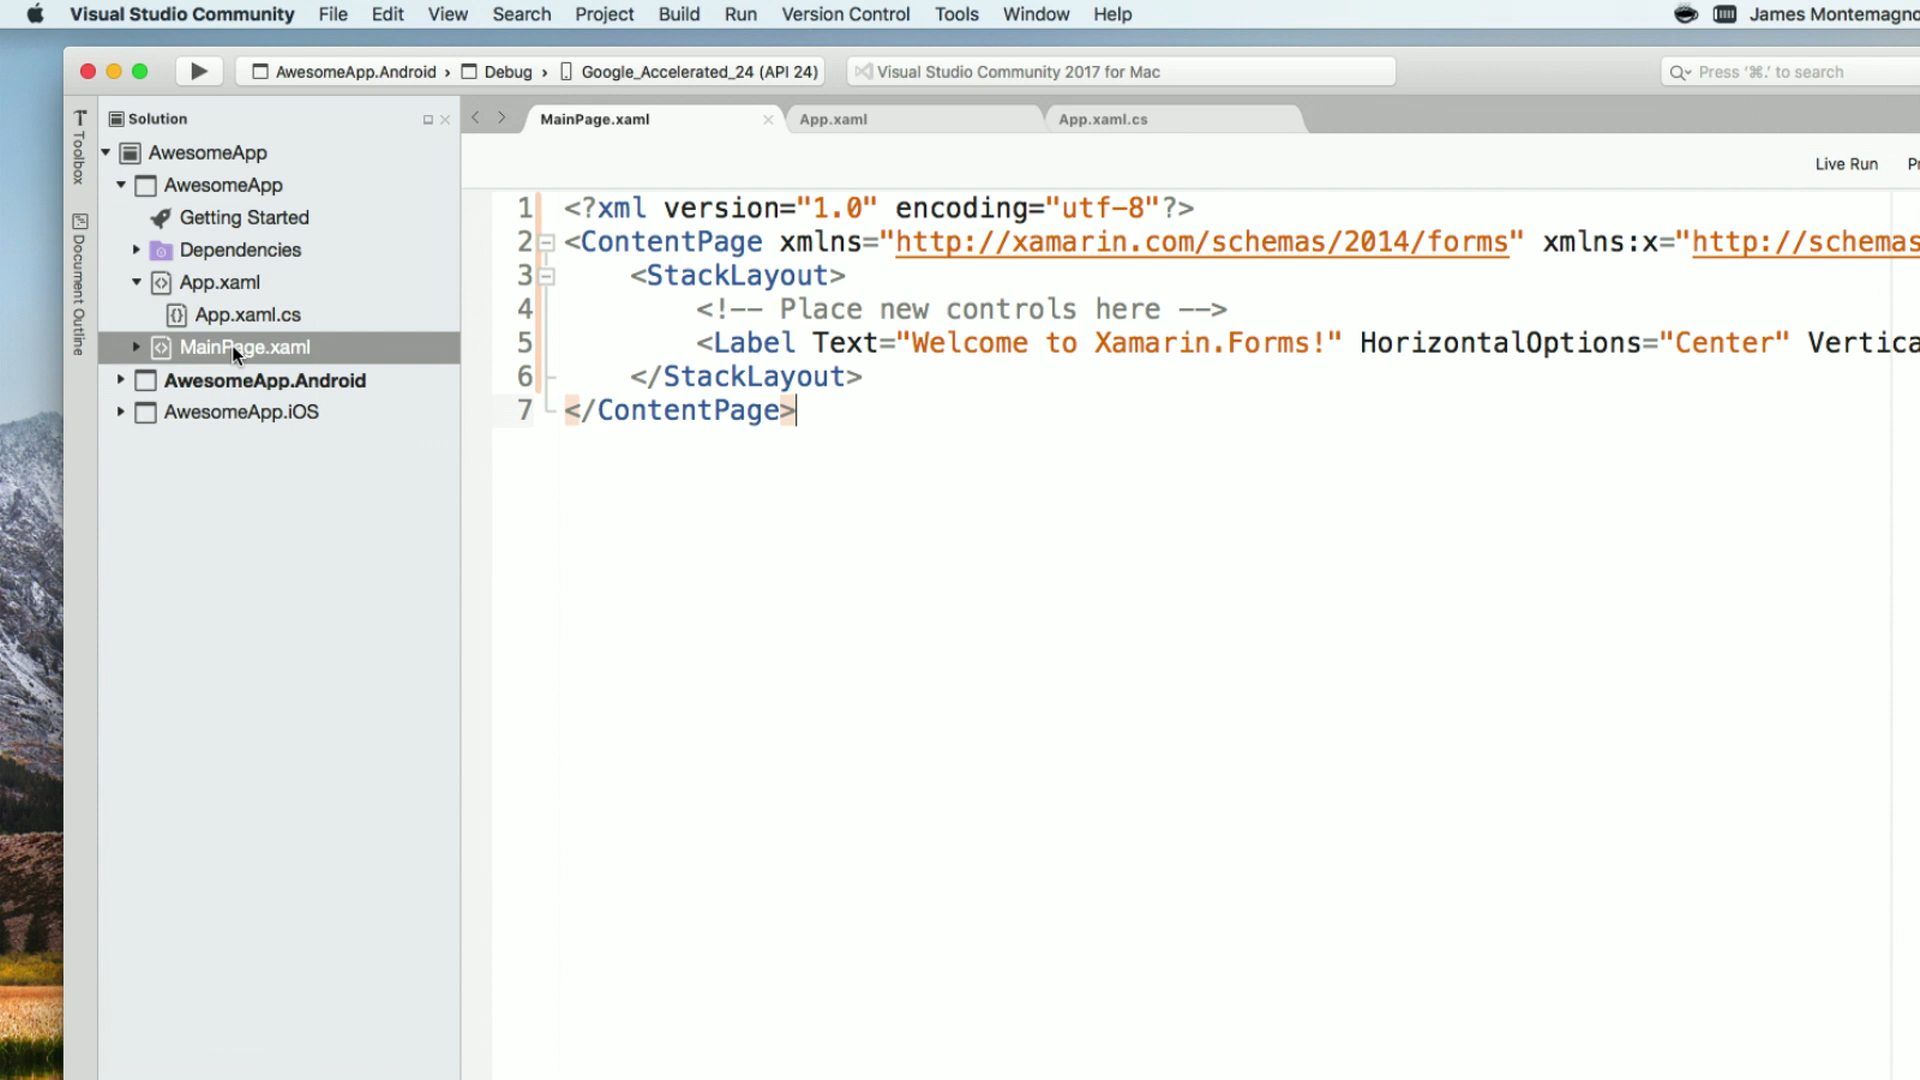 Visual Studio Community File Edit View Search Project Build Run Version Control Tools Window Help James Montemagno
AwesomeApp.Android › Debug › Google_Accelerated_24 (API 24) Visual Studio Community 2017 for Mac Press '⌘.' to search
Toolbox
Document Outline
Solution
AwesomeApp
AwesomeApp
Getting Started
Dependencies
App.xaml
App.xaml.cs
MainPage.xaml
AwesomeApp.Android
AwesomeApp.iOS
MainPage.xaml App.xaml App.xaml.cs
Live Run
1 <?xml version="1.0" encoding="utf-8"?>
2 <ContentPage xmlns="http://xamarin.com/schemas/2014/forms" xmlns:x="http://schemas
3 <StackLayout>
4 <!-- Place new controls here -->
5 <Label Text="Welcome to Xamarin.Forms!" HorizontalOptions="Center" Vertica
6 </StackLayout>
7 </ContentPage>